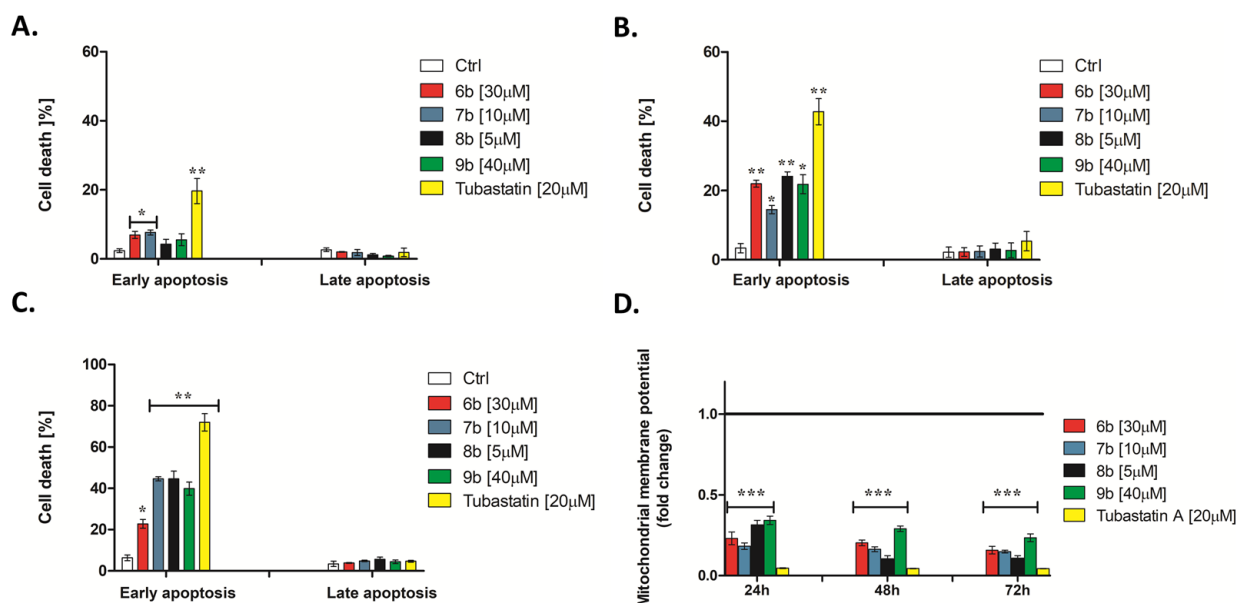 A.
Cell death [%]
60
40
20
0
*
**
Early apoptosis
Late apoptosis
Ctrl
6b [30μM]
7b [10μM]
8b [5μM]
9b [40μM]
Tubastatin [20μM]
B.
Cell death [%]
60
40
20
0
**
*
**
*
**
Early apoptosis
Late apoptosis
Ctrl
6b [30μM]
7b [10μM]
8b [5μM]
9b [40μM]
Tubastatin [20μM]
C.
Cell death [%]
100
80
60
40
20
0
*
**
Early apoptosis
Late apoptosis
Ctrl
6b [30μM]
7b [10μM]
8b [5μM]
9b [40μM]
Tubastatin [20μM]
D.
Mitochondrial membrane potential
(fold change)
1.0
0.5
0.0
***
***
***
24h
48h
72h
6b [30μM]
7b [10μM]
8b [5μM]
9b [40μM]
Tubastatin A [20μM]